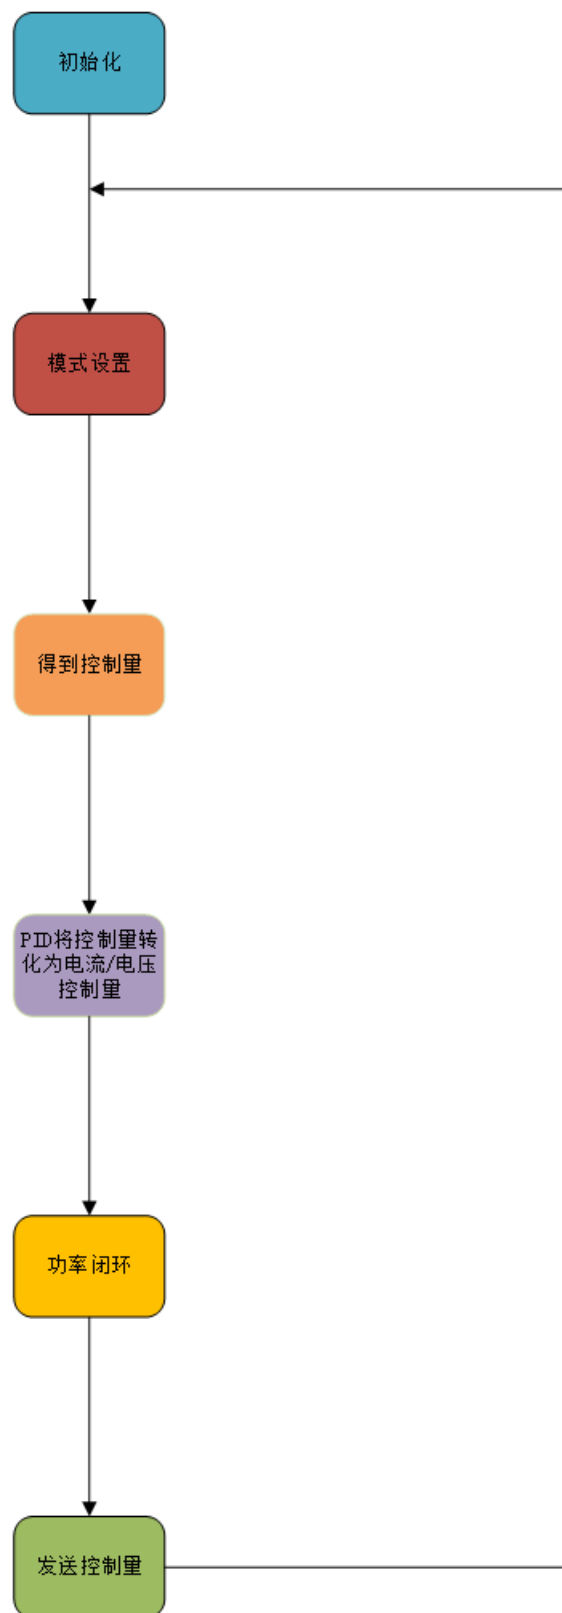 初始化
模式设置
得到控制量
PID将控制量转
化为电流/电压
控制量
功率闭环
发送控制量